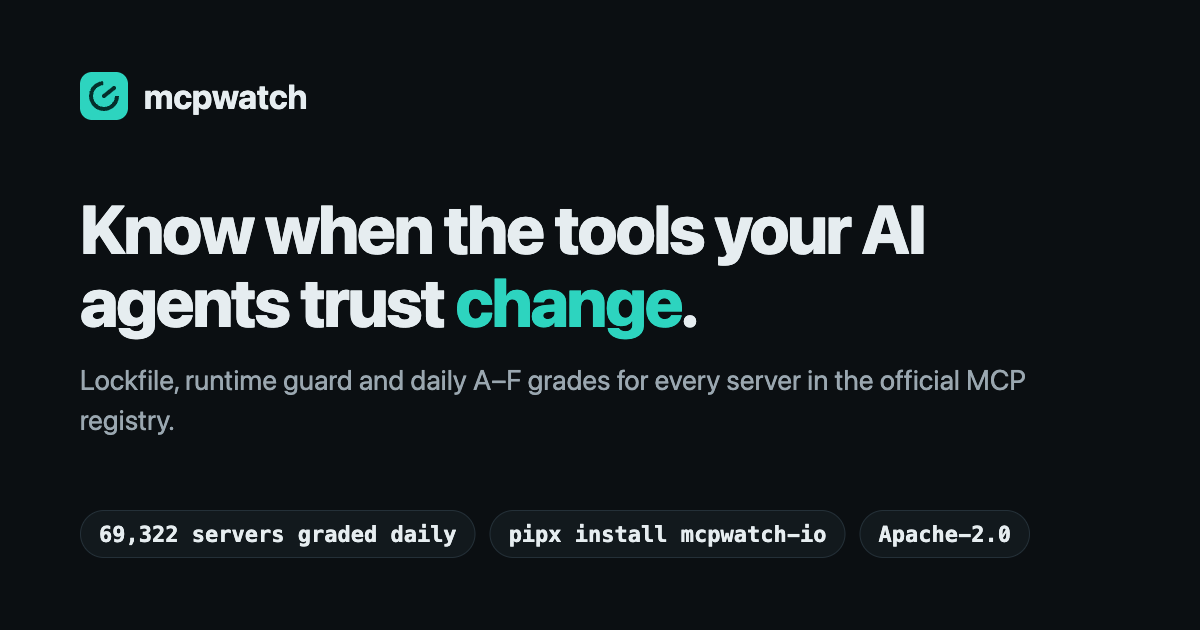 mcpwatch
Know when the tools your AI
agents trust change.
Lockfile, runtime guard and daily A–F grades for every server in the official MCP
registry.
69,322 servers graded daily
pipx install mcpwatch-io
Apache-2.0